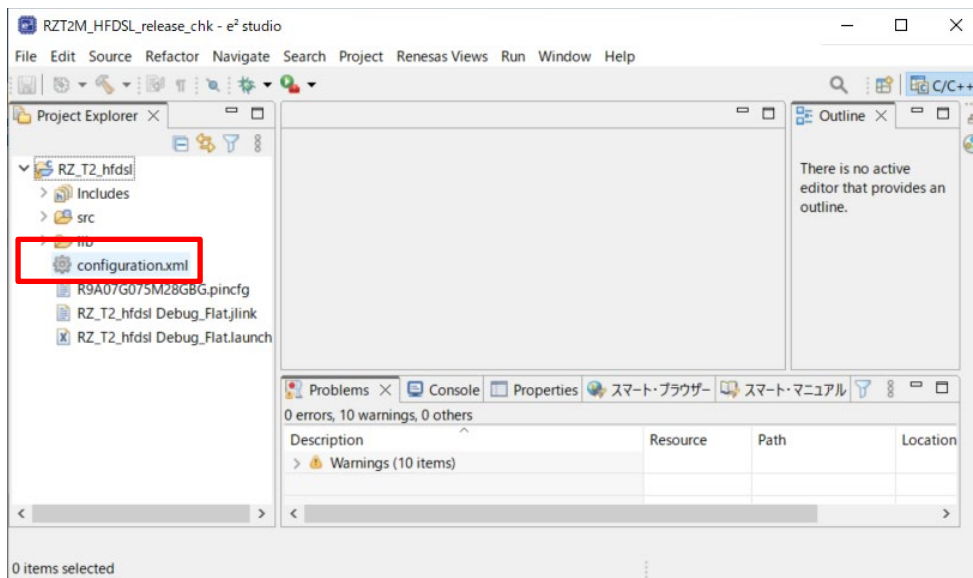 RZT2M_HFDSL_release_chk - e² studio
File Edit Source Refactor Navigate Search Project Renesas Views Run Window Help
C/C++
Project Explorer
RZ_T2_hfdsl
Includes
src
lib
configuration.xml
R9A07G075M28GBG.pincfg
RZ_T2_hfdsl Debug_Flat.jlink
RZ_T2_hfdsl Debug_Flat.launch
Outline
There is no active
editor that provides an
outline.
Problems Console Properties スマート・ブラウザー スマート・マニュアル
0 errors, 10 warnings, 0 others
Description Resource Path Location
Warnings (10 items)
0 items selected